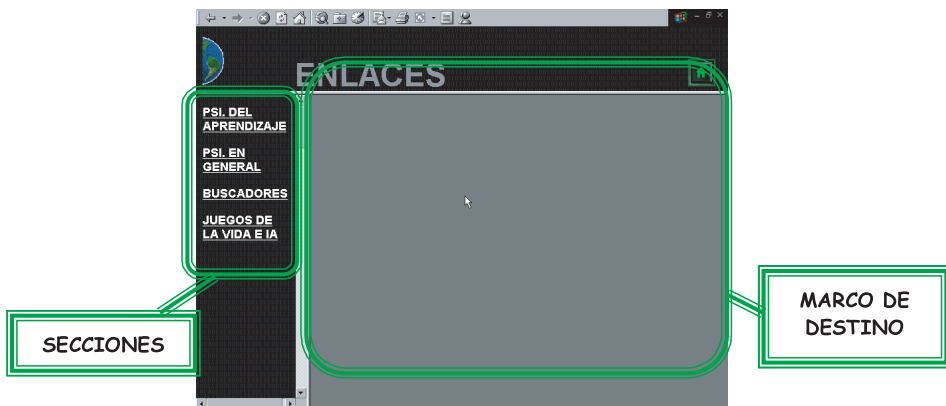 ENLACES
PSI. DEL
APRENDIZAJE
PSI. EN
GENERAL
BUSCADORES
JUEGOS DE
LA VIDA E IA
SECCIONES
MARCO DE
DESTINO